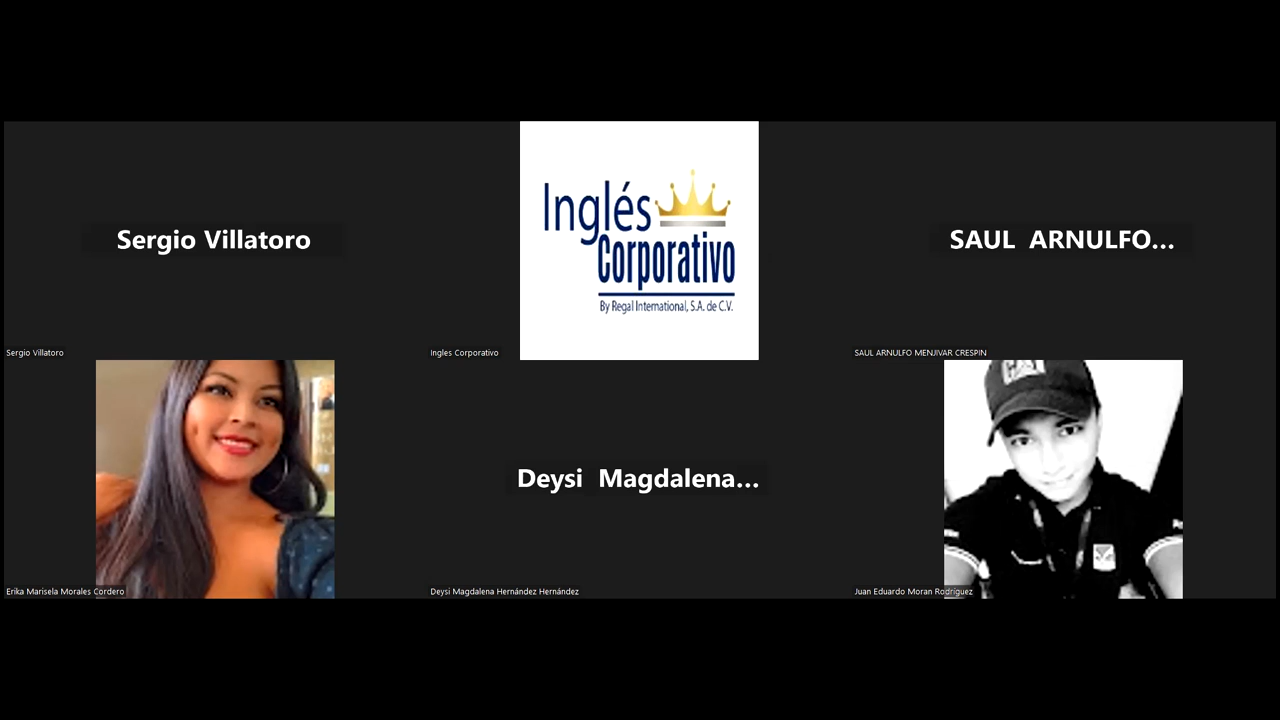 Sergio Villatoro
Inglés
Corporativo
By Regal International, S.A. de C.V.
SAUL ARNULFO...
Sergio Villatoro
Ingles Corporativo
SAUL ARNULFO MENJIVAR CRESPIN
Deysi Magdalena...
Erika Marisela Morales Cordero
Deysi Magdalena Hernández Hernández
Juan Eduardo Moran Rodríguez